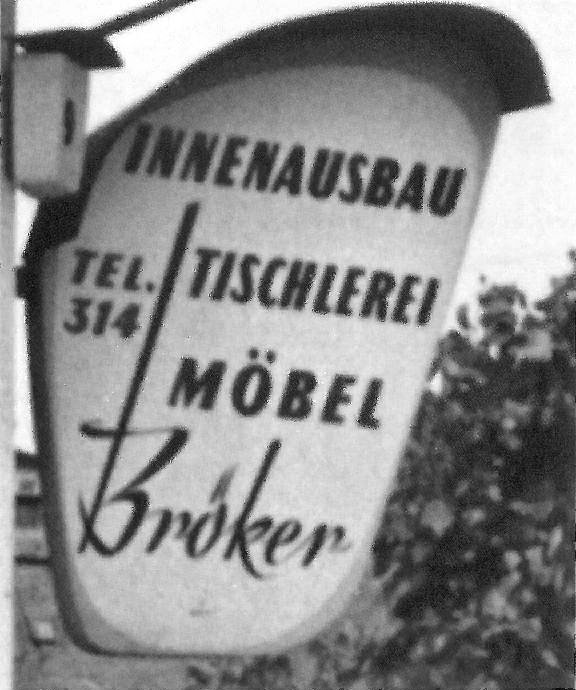 INNENAUSBAU
TISCHLEREI
TEL.
314
MÖBEL
Bröker